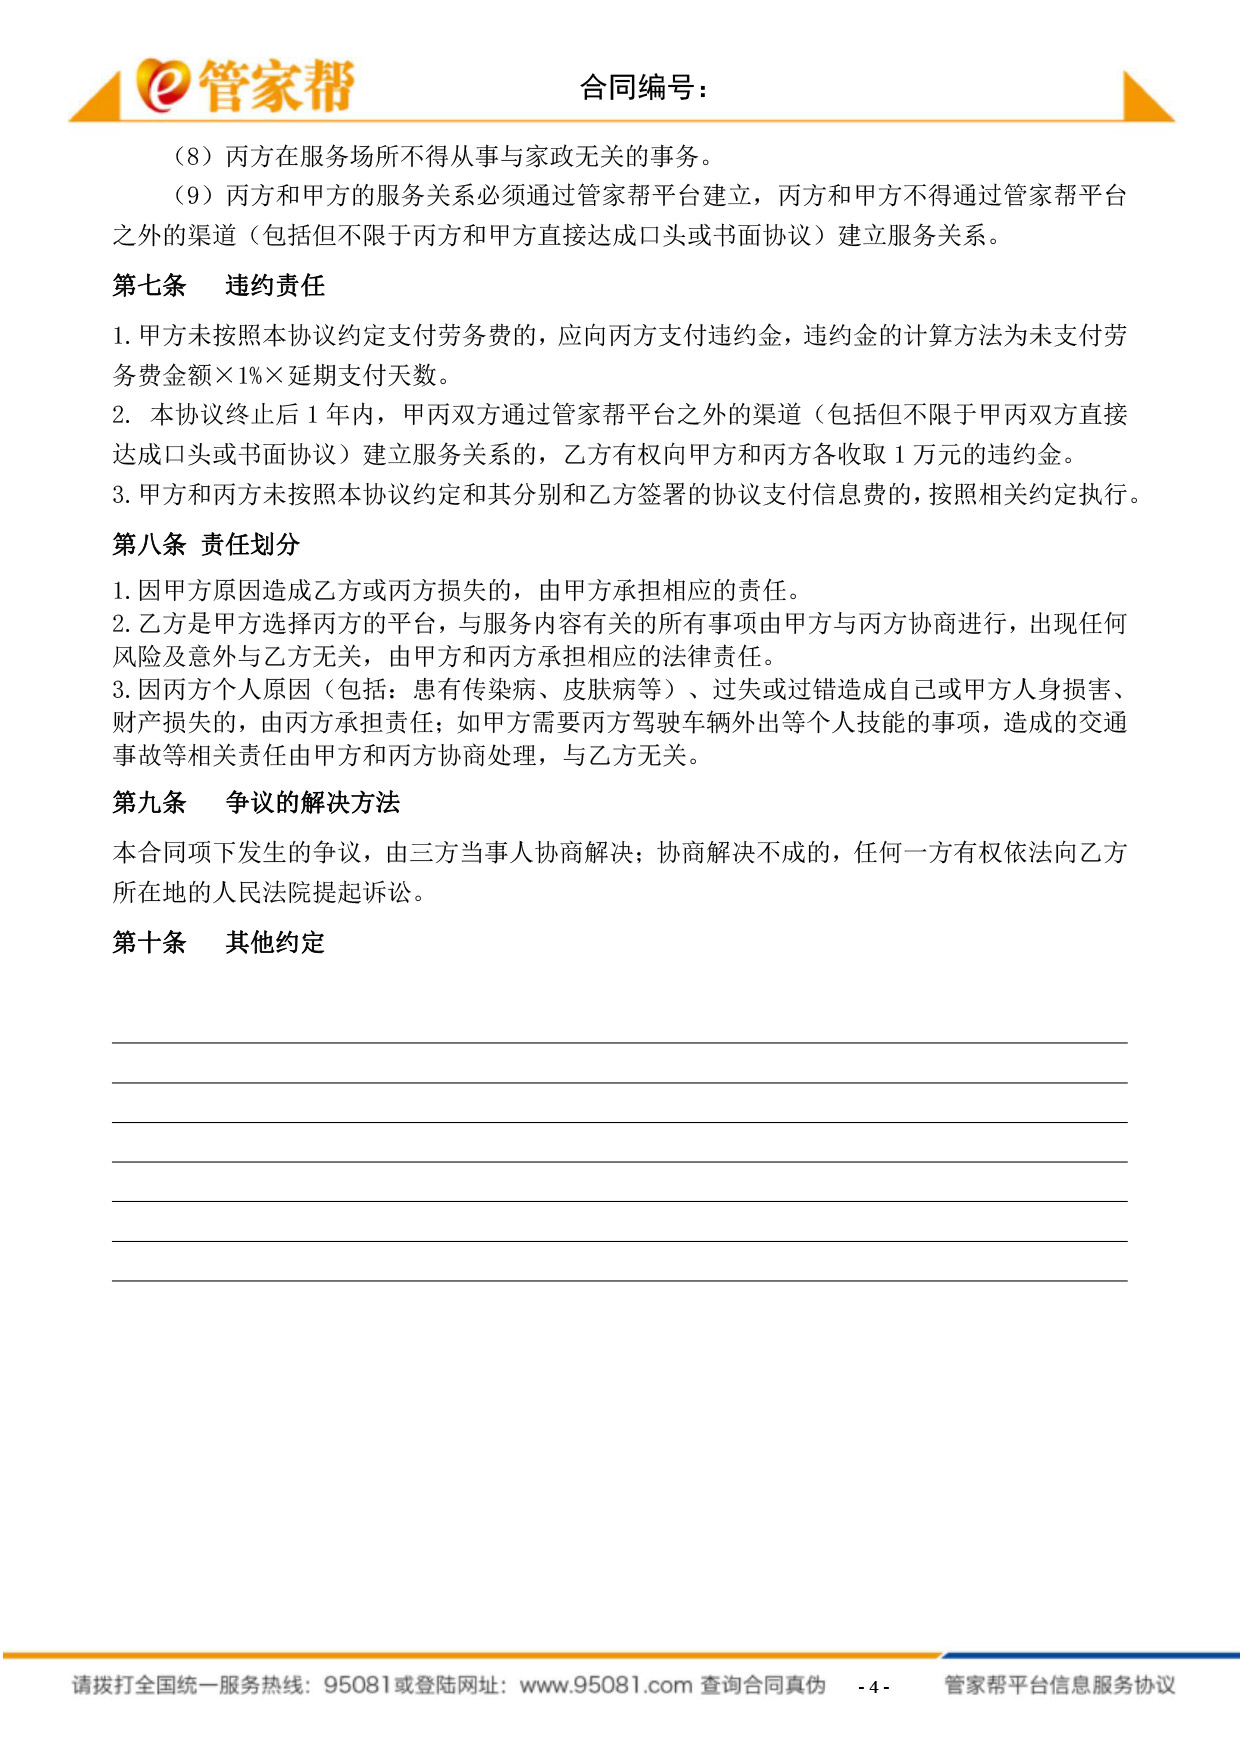 管家帮
合同编号：
（8）丙方在服务场所不得从事与家政无关的事务。
（9）丙方和甲方的服务关系必须通过管家帮平台建立，丙方和甲方不得通过管家帮平台
之外的渠道（包括但不限于丙方和甲方直接达成口头或书面协议）建立服务关系。
第七条 违约责任
1.甲方未按照本协议约定支付劳务费的，应向丙方支付违约金，违约金的计算方法为未支付劳
务费金额×1%×延期支付天数。
2. 本协议终止后 1 年内，甲丙双方通过管家帮平台之外的渠道（包括但不限于甲丙双方直接
达成口头或书面协议）建立服务关系的，乙方有权向甲方和丙方各收取 1 万元的违约金。
3.甲方和丙方未按照本协议约定和其分别和乙方签署的协议支付信息费的，按照相关约定执行。
第八条 责任划分
1.因甲方原因造成乙方或丙方损失的，由甲方承担相应的责任。
2.乙方是甲方选择丙方的平台，与服务内容有关的所有事项由甲方与丙方协商进行，出现任何
风险及意外与乙方无关，由甲方和丙方承担相应的法律责任。
3.因丙方个人原因（包括：患有传染病、皮肤病等）、过失或过错造成自己或甲方人身损害、
财产损失的，由丙方承担责任；如甲方需要丙方驾驶车辆外出等个人技能的事项，造成的交通
事故等相关责任由甲方和丙方协商处理，与乙方无关。
第九条 争议的解决方法
本合同项下发生的争议，由三方当事人协商解决；协商解决不成的，任何一方有权依法向乙方
所在地的人民法院提起诉讼。
第十条 其他约定
请拨打全国统一服务热线：95081或登陆网址：www.95081.com 查询合同真伪 - 4 - 管家帮平台信息服务协议